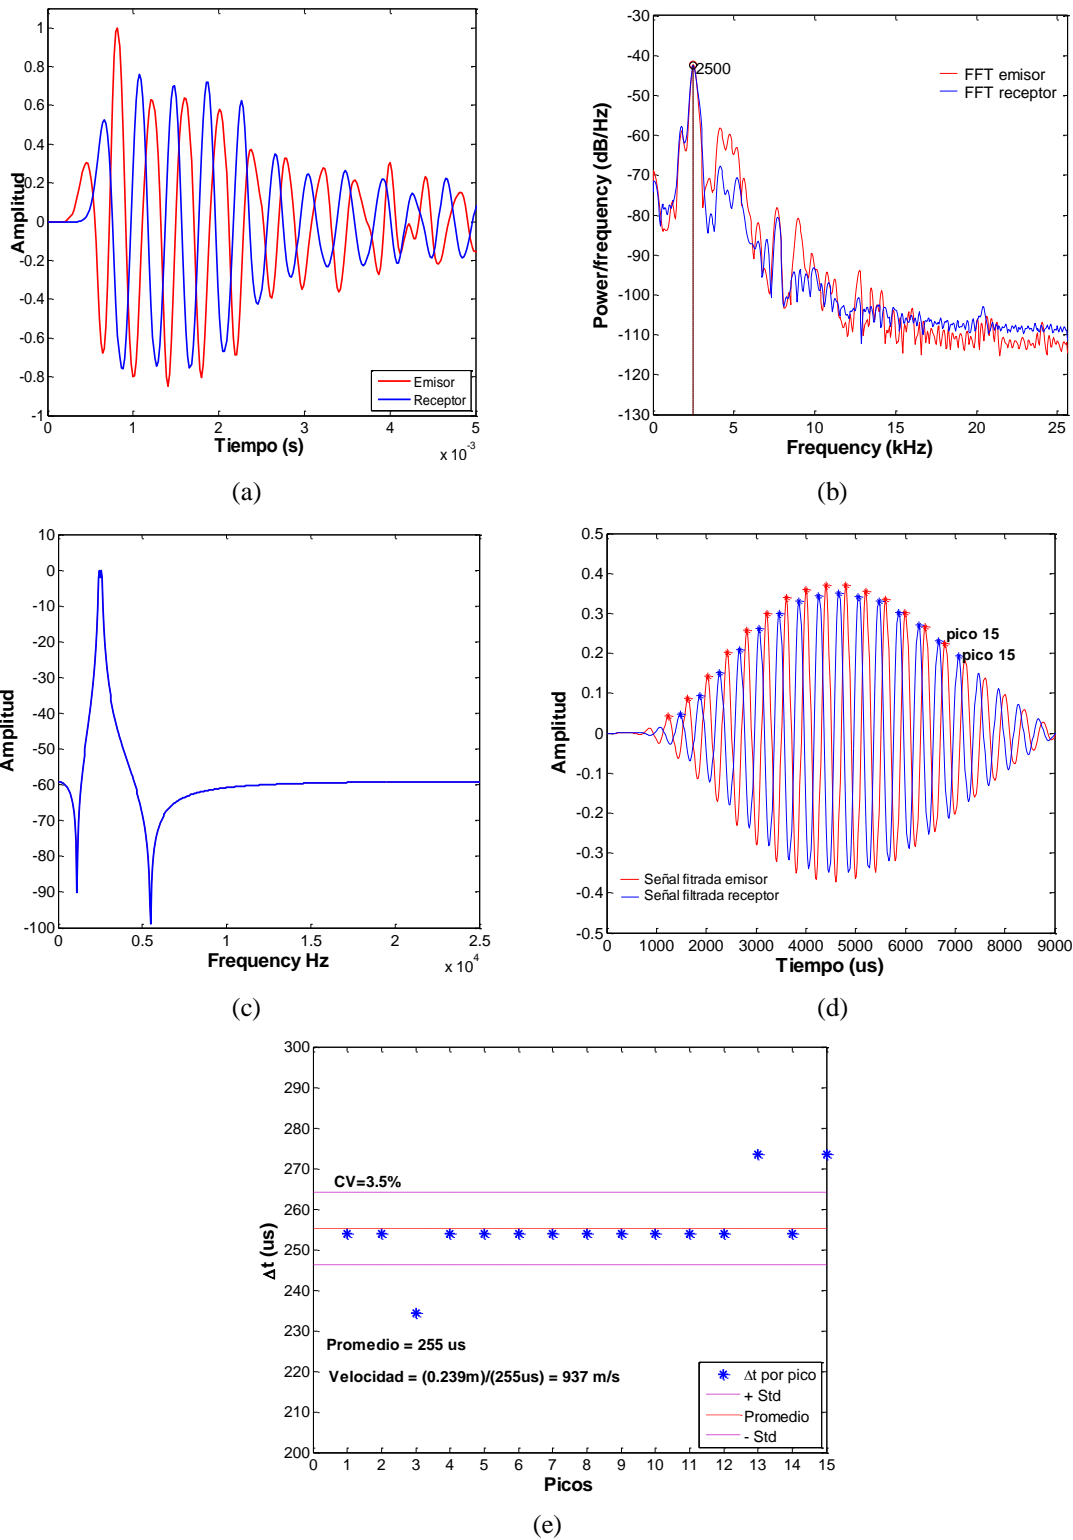 1
0.8
0.6
0.4
0.2
0
-0.2
-0.4
-0.6
-0.8
-1
Amplitud
0 1 2 3 4 5
Tiempo (s)
x 10^-3
Emisor
Receptor
(a)
-30
-40
-50
-60
-70
-80
-90
-100
-110
-120
-130
Power/frequency (dB/Hz)
2500
FFT emisor
FFT receptor
0 5 10 15 20 25
Frequency (kHz)
(b)
10
0
-10
-20
-30
-40
-50
-60
-70
-80
-90
-100
Amplitud
0 0.5 1 1.5 2 2.5
Frequency Hz
x 10^4
(c)
0.5
0.4
0.3
0.2
0.1
0
-0.1
-0.2
-0.3
-0.4
-0.5
Amplitud
pico 15
pico 15
Señal fitrada emisor
Señal filtrada receptor
0 1000 2000 3000 4000 5000 6000 7000 8000 9000
Tiempo (us)
(d)
300
290
280
270
260
250
240
230
220
210
200
Δt (us)
CV=3.5%
Promedio = 255 us
Velocidad = (0.239m)/(255us) = 937 m/s
Δt por pico
+ Std
Promedio
- Std
0 1 2 3 4 5 6 7 8 9 10 11 12 13 14 15
Picos
(e)